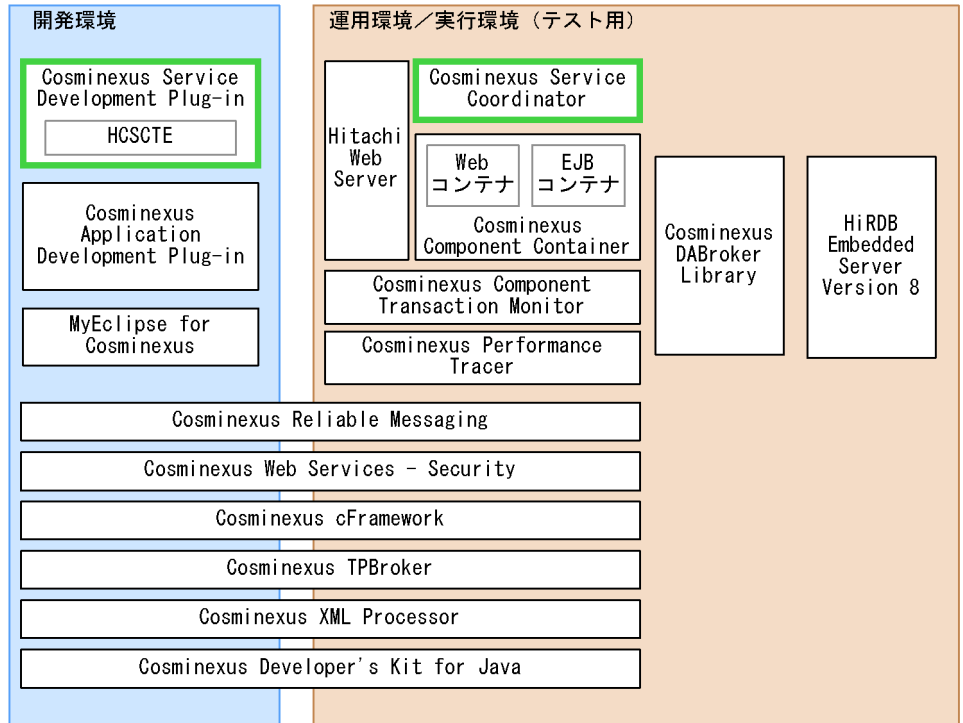 開発環境
Cosminexus Service
Development Plug-in
HCSCTE
Cosminexus
Application
Development Plug-in
MyEclipse for
Cosminexus
運用環境／実行環境（テスト用）
Hitachi
Web
Server
Cosminexus Service
Coordinator
Web
コンテナ
EJB
コンテナ
Cosminexus
Component Container
Cosminexus Component
Transaction Monitor
Cosminexus Performance
Tracer
Cosminexus
DABroker
Library
HiRDB
Embedded
Server
Version 8
Cosminexus Reliable Messaging
Cosminexus Web Services - Security
Cosminexus cFramework
Cosminexus TPBroker
Cosminexus XML Processor
Cosminexus Developer's Kit for Java